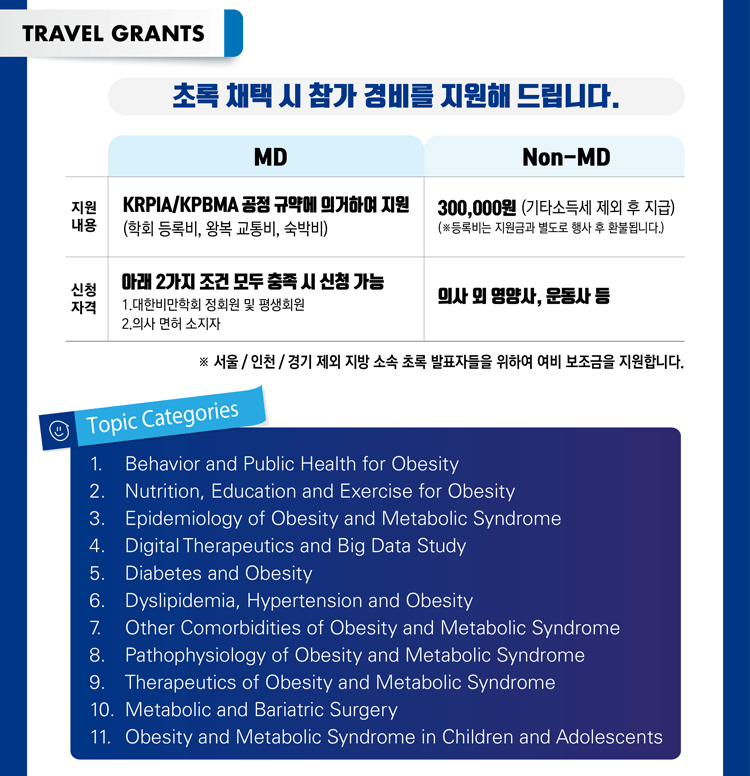 TRAVEL GRANTS
초록 채택 시 참가 경비를 지원해 드립니다.
MD
Non-MD
지원
내용
KRPIA/KPBMA 공정 규약에 의거하여 지원
(학회 등록비, 왕복 교통비, 숙박비)
300,000원 (기타소득세 제외 후 지급)
(※등록비는 지원금과 별도로 행사 후 환불됩니다.)
신청
자격
아래 2가지 조건 모두 충족 시 신청 가능
1.대한비만학회 정회원 및 평생회원
2.의사 면허 소지자
의사 외 영양사, 운동사 등
※ 서울 / 인천 / 경기 제외 지방 소속 초록 발표자들을 위하여 여비 보조금을 지원합니다.
Topic Categories
1. Behavior and Public Health for Obesity
2. Nutrition, Education and Exercise for Obesity
3. Epidemiology of Obesity and Metabolic Syndrome
4. Digital Therapeutics and Big Data Study
5. Diabetes and Obesity
6. Dyslipidemia, Hypertension and Obesity
7. Other Comorbidities of Obesity and Metabolic Syndrome
8. Pathophysiology of Obesity and Metabolic Syndrome
9. Therapeutics of Obesity and Metabolic Syndrome
10. Metabolic and Bariatric Surgery
11. Obesity and Metabolic Syndrome in Children and Adolescents